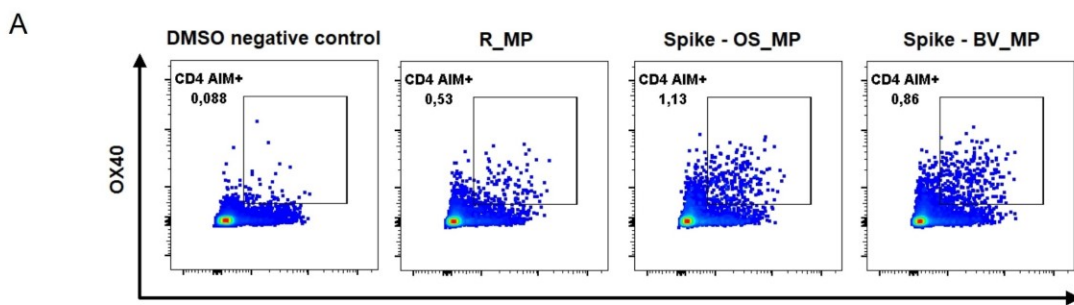 A
DMSO negative control
R_MP
Spike - OS_MP
Spike - BV_MP
CD4 AIM+
0,088
CD4 AIM+
0,53
CD4 AIM+
1,13
CD4 AIM+
0,86
OX40